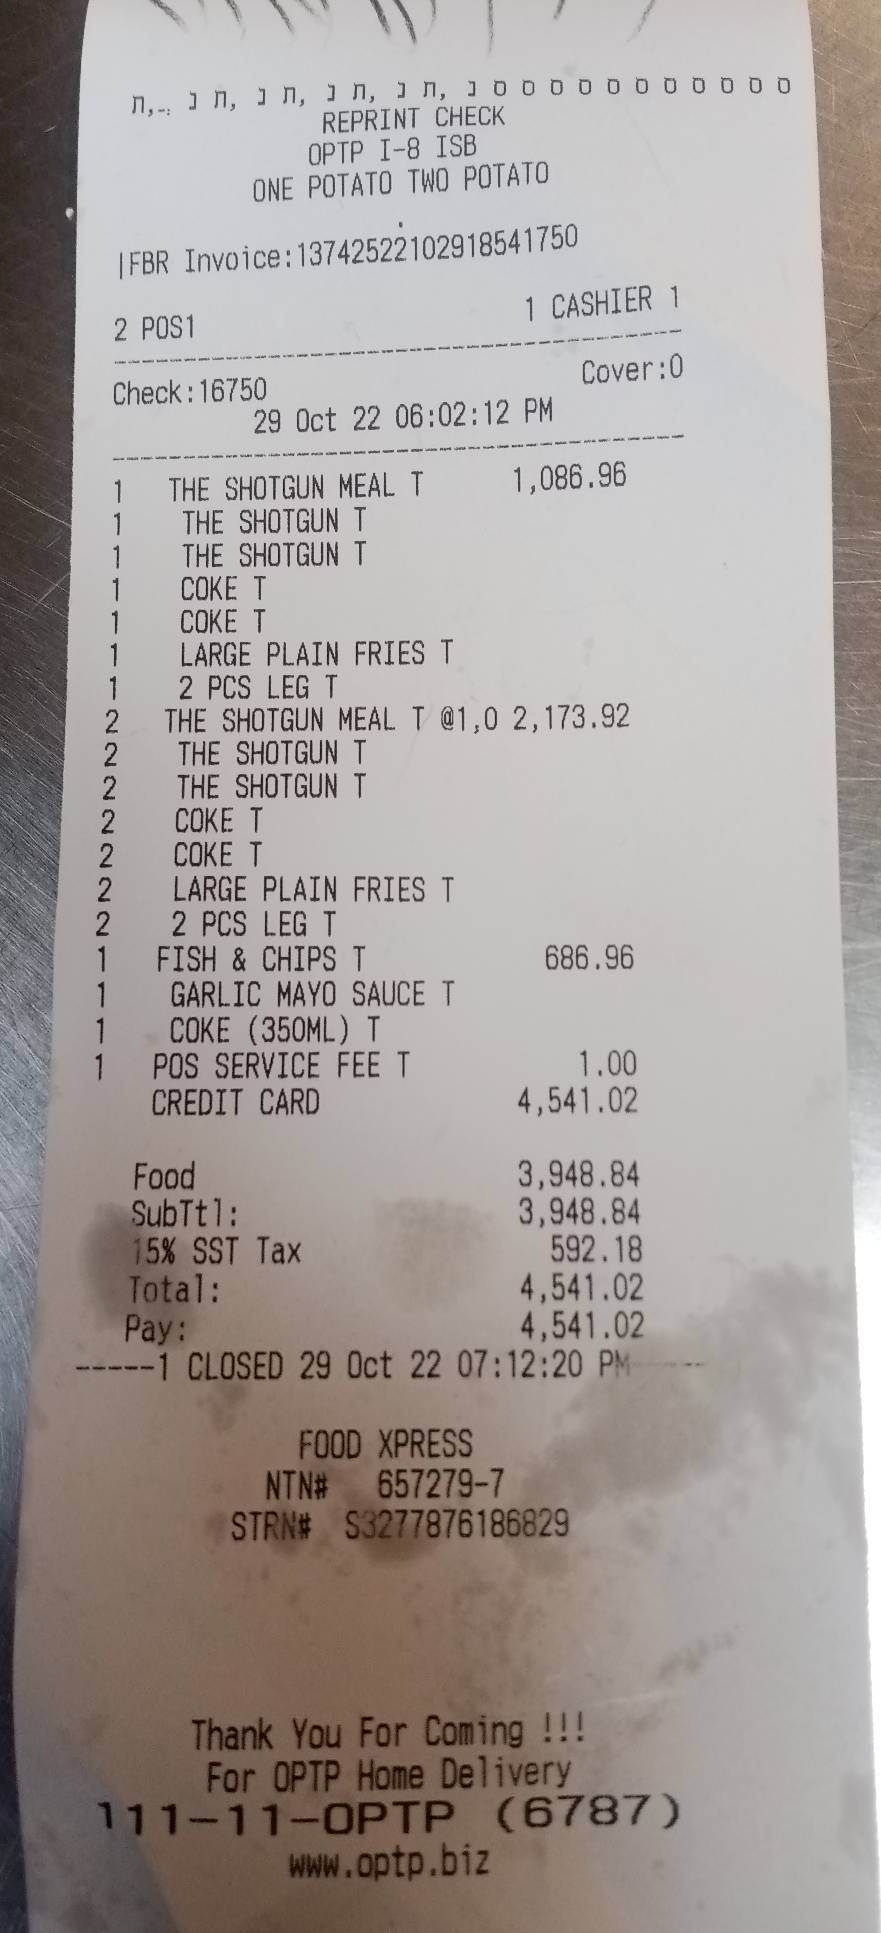 REPRINT CHECK
OPTP I-8 ISB
ONE POTATO TWO POTATO
|FBR Invoice:13742522102918541750
2 POS1 1 CASHIER 1
Check:16750 Cover:0
29 Oct 22 06:02:12 PM
1 THE SHOTGUN MEAL T 1,086.96
1 THE SHOTGUN T
1 THE SHOTGUN T
1 COKE T
1 COKE T
1 LARGE PLAIN FRIES T
1 2 PCS LEG T
2 THE SHOTGUN MEAL T @1,0 2,173.92
2 THE SHOTGUN T
2 THE SHOTGUN T
2 COKE T
2 COKE T
2 LARGE PLAIN FRIES T
2 2 PCS LEG T
1 FISH & CHIPS T 686.96
1 GARLIC MAYO SAUCE T
1 COKE (350ML) T
1 POS SERVICE FEE T 1.00
CREDIT CARD 4,541.02
Food 3,948.84
SubTtl: 3,948.84
15% SST Tax 592.18
Total: 4,541.02
Pay: 4,541.02
-----1 CLOSED 29 Oct 22 07:12:20 PM-----
FOOD XPRESS
NTN# 657279-7
STRN# S3277876186829
Thank You For Coming !!!
For OPTP Home Delivery
111-11-OPTP (6787)
www.optp.biz